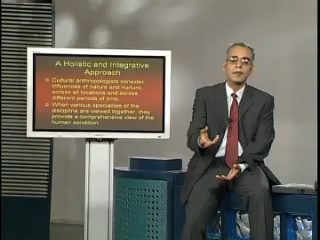 A Holistic and Integrative
Approach
Cultural anthropologists consider
influences of nature and nurture,
across all locations and across
different periods of time.
When various specialties of the
discipline are viewed together, they
provide a comprehensive view of the
human condition.